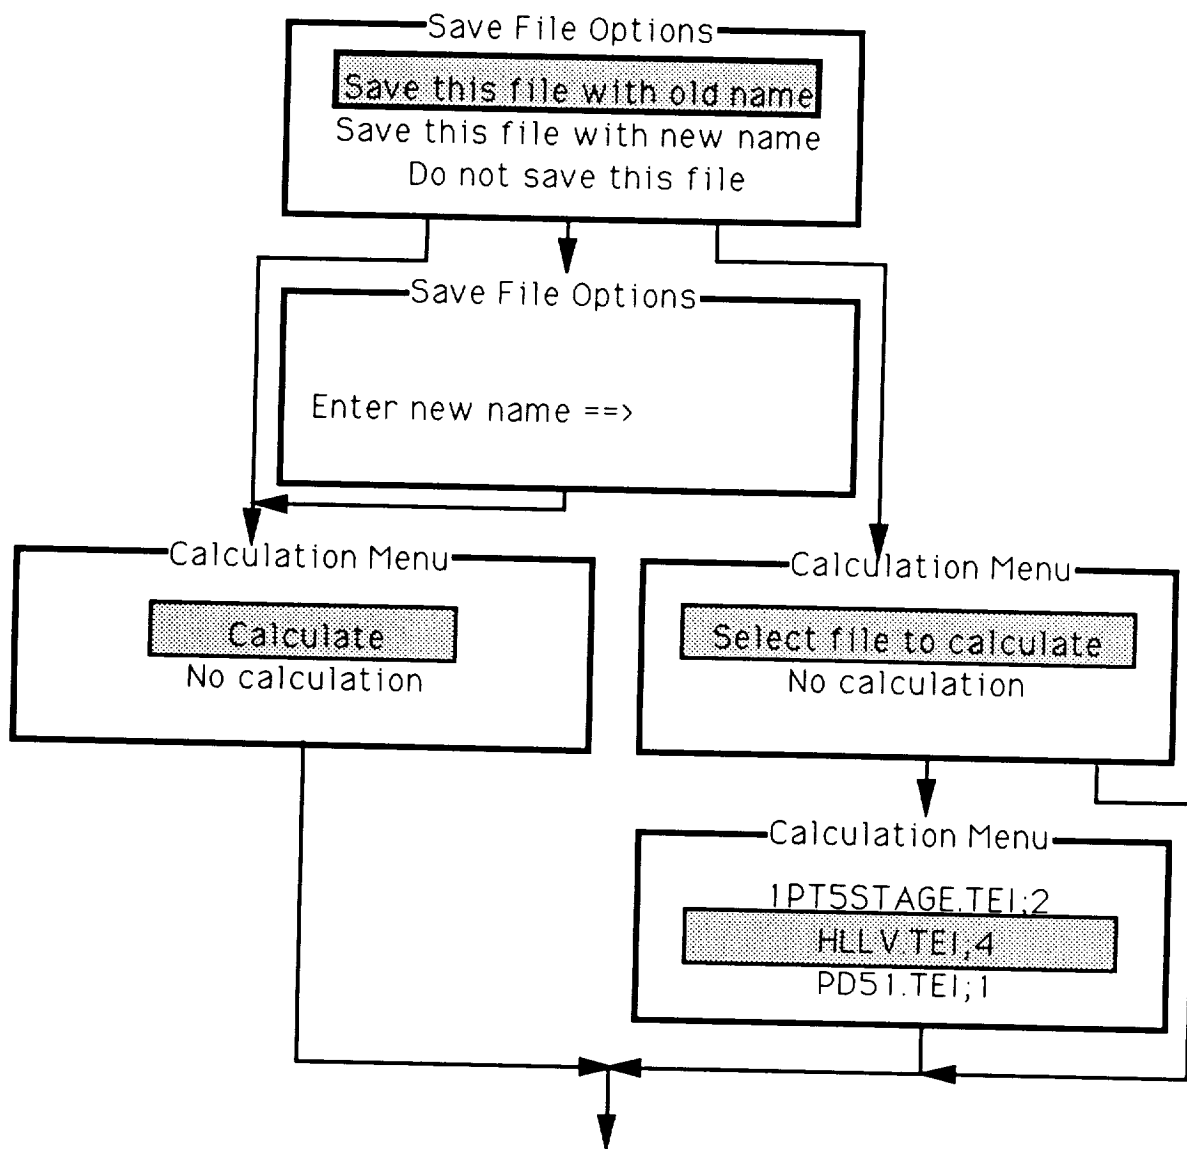 Save File Options
Save this file with old name
Save this file with new name
Do not save this file
Save File Options
Enter new name ==>
Calculation Menu
Calculate
No calculation
Calculation Menu
Select file to calculate
No calculation
Calculation Menu
1PT5STAGE.TEI;2
HLLV.TEI;4
PD51.TEI;1